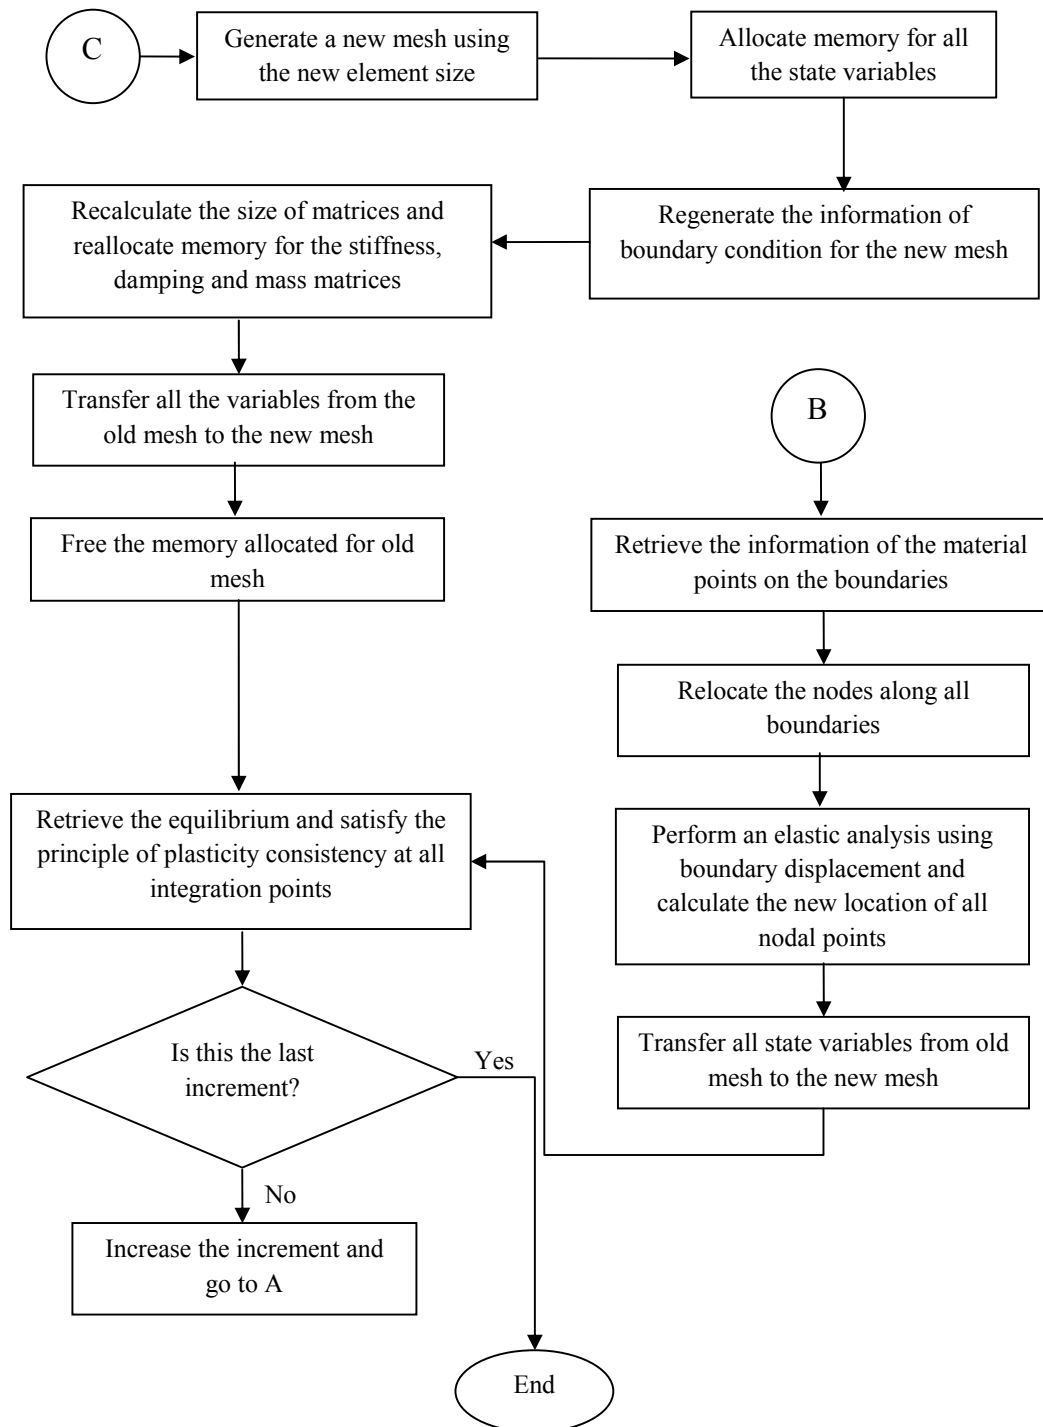 C
Generate a new mesh using
the new element size
Allocate memory for all
the state variables
Regenerate the information of
boundary condition for the new mesh
Recalculate the size of matrices and
reallocate memory for the stiffness,
damping and mass matrices
Transfer all the variables from the
old mesh to the new mesh
Free the memory allocated for old
mesh
B
Retrieve the information of the material
points on the boundaries
Relocate the nodes along all
boundaries
Perform an elastic analysis using
boundary displacement and
calculate the new location of all
nodal points
Transfer all state variables from old
mesh to the new mesh
Retrieve the equilibrium and satisfy the
principle of plasticity consistency at all
integration points
Is this the last
increment?
Yes
No
Increase the increment and
go to A
End